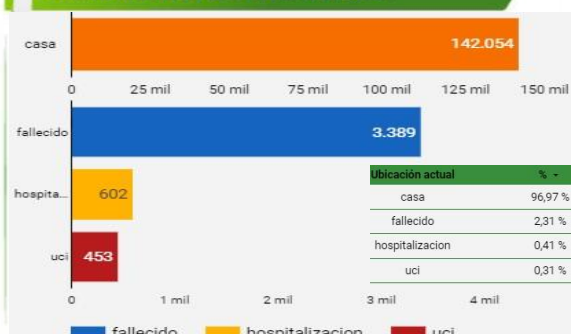 casa 142.054
0 25 mil 50 mil 75 mil 100 mil 125 mil 150 mil
fallecido 3.389
Ubicación actual % -
casa 96,97 %
hospita... 602
fallecido 2,31 %
hospitalizacion 0,41 %
uci 453
uci 0,31 %
0 1 mil 2 mil 3 mil 4 mil
fallecido hospitalizacion uci